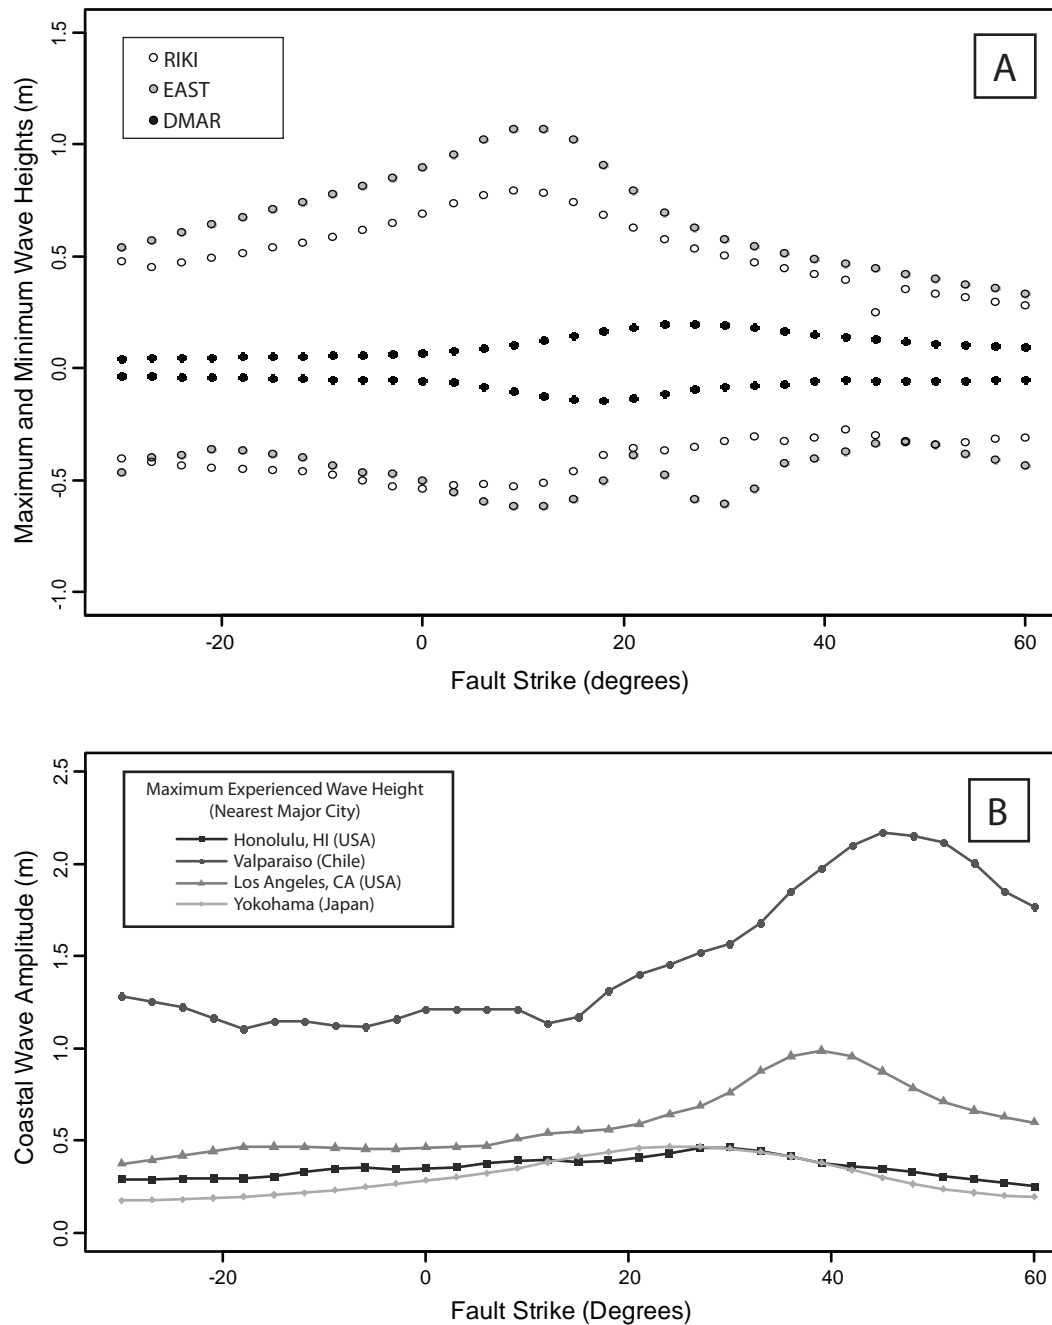 A
RIKI
EAST
DMAR
Maximum and Minimum Wave Heights (m)
1.5
1.0
0.5
0.0
-0.5
-1.0
-20 0 20 40 60
Fault Strike (degrees)
B
Maximum Experienced Wave Height
(Nearest Major City)
Honolulu, HI (USA)
Valparaiso (Chile)
Los Angeles, CA (USA)
Yokohama (Japan)
Coastal Wave Amplitude (m)
2.5
2.0
1.5
1.0
0.5
0.0
-20 0 20 40 60
Fault Strike (Degrees)